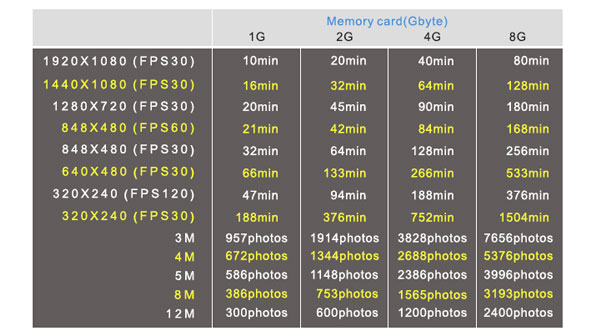 Memory card(Gbyte)
1G 2G 4G 8G
1920X1080 (FPS30) 10min 20min 40min 80min
1440X1080 (FPS30) 16min 32min 64min 128min
1280X720 (FPS30) 20min 45min 90min 180min
848X480 (FPS60) 21min 42min 84min 168min
848X480 (FPS30) 32min 64min 128min 256min
640X480 (FPS30) 66min 133min 266min 533min
320X240 (FPS120) 47min 94min 188min 376min
320X240 (FPS30) 188min 376min 752min 1504min
3M 957photos 1914photos 3828photos 7656photos
4M 672photos 1344photos 2688photos 5376photos
5M 586photos 1148photos 2386photos 3996photos
8M 386photos 753photos 1565photos 3193photos
12M 300photos 600photos 1200photos 2400photos